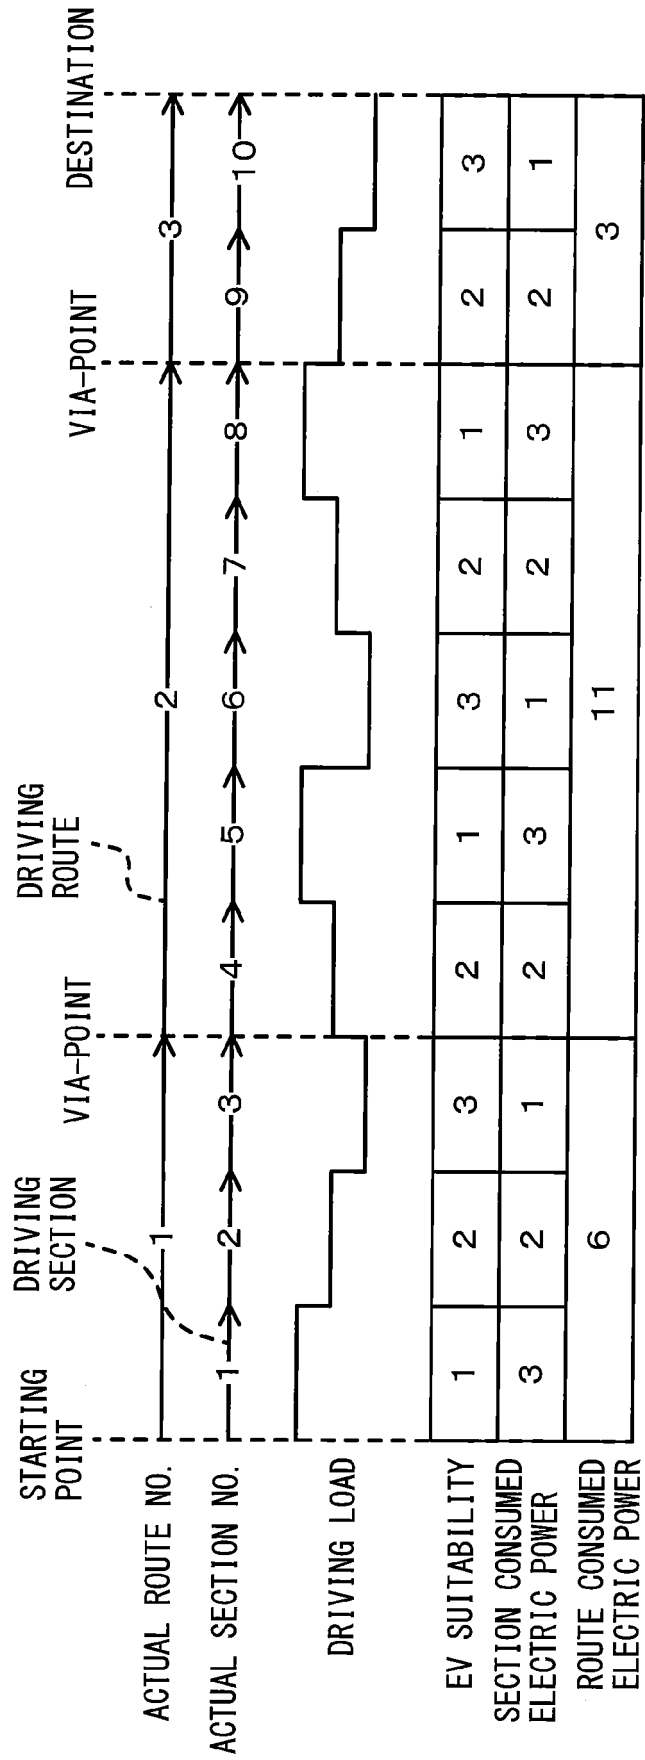 STARTING
POINT
DRIVING
SECTION
VIA-POINT
DRIVING
ROUTE
VIA-POINT
DESTINATION
ACTUAL ROUTE NO.
1 2 3
ACTUAL SECTION NO.
1 2 3 4 5 6 7 8 9 10
DRIVING LOAD
EV SUITABILITY
1 2 3 2 1 3 2 1 2 3
SECTION CONSUMED
ELECTRIC POWER
3 2 1 2 3 1 2 3 2 1
ROUTE CONSUMED
ELECTRIC POWER
6 11 3